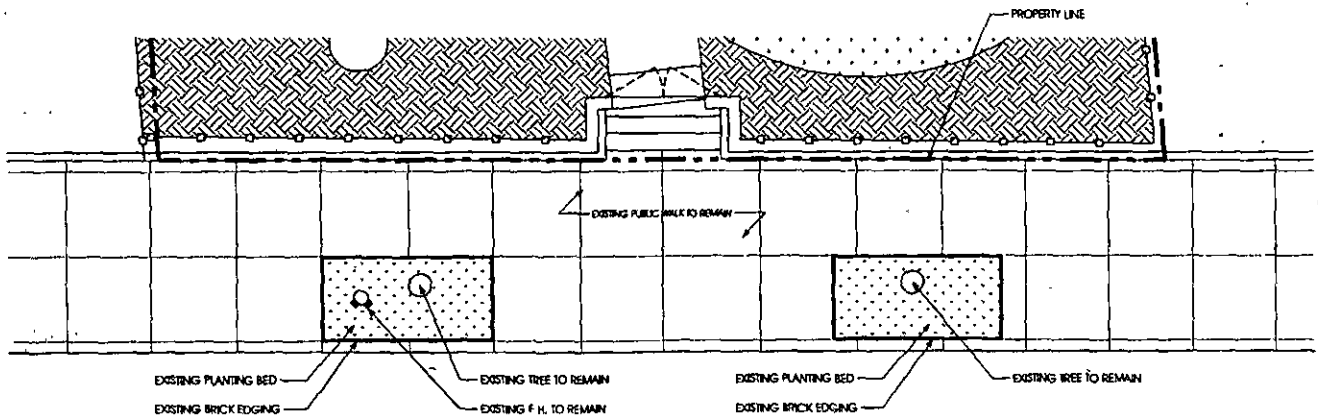 PROPERTY LINE
EXISTING PUBLIC WALK TO REMAIN
EXISTING PLANTING BED
EXISTING TREE TO REMAIN
EXISTING PLANTING BED
EXISTING TREE TO REMAIN
EXISTING BRICK EDGING
EXISTING F.H. TO REMAIN
EXISTING BRICK EDGING